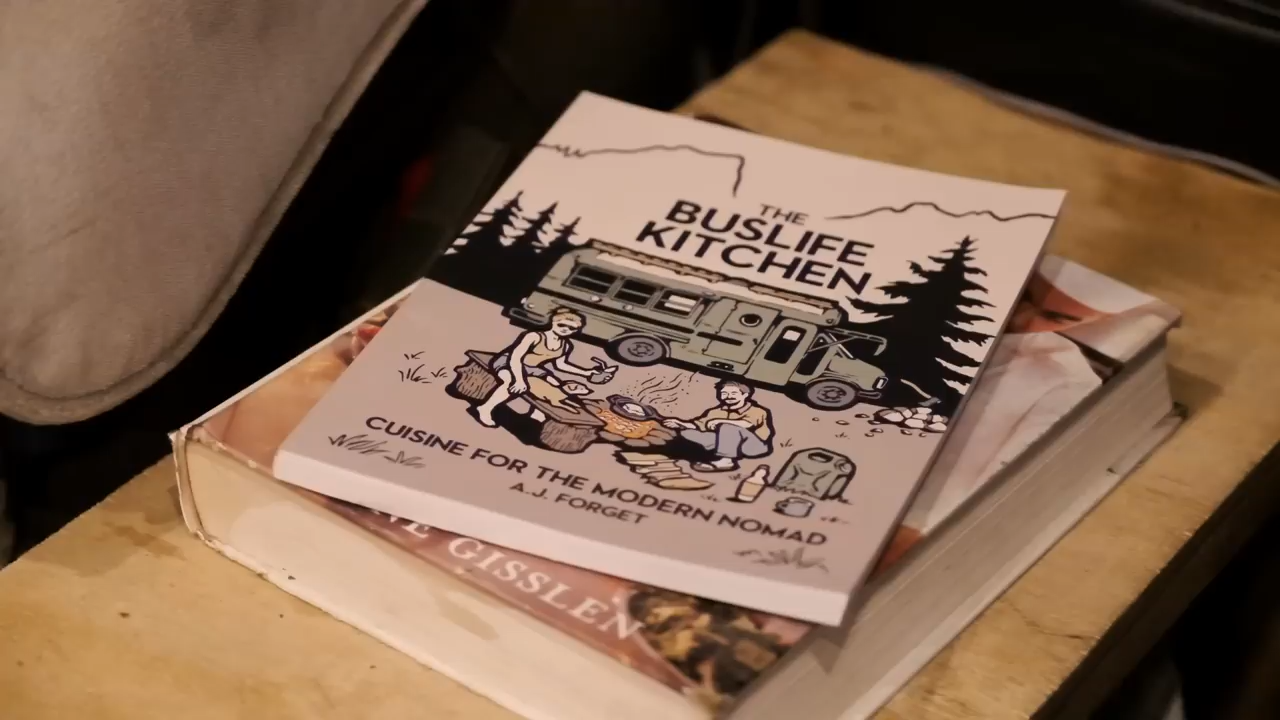 THE
BUSLIFE
KITCHEN
CUISINE FOR THE MODERN NOMAD
A.J. FORGET
GISSLEN